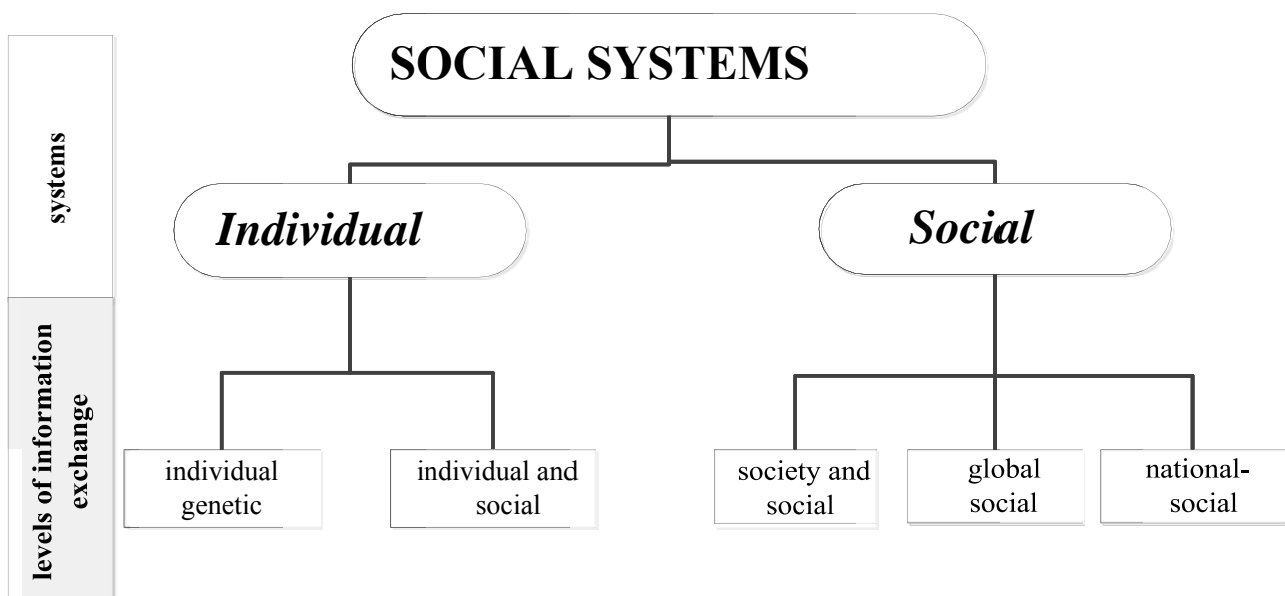 SOCIAL SYSTEMS
systems
Individual
Social
levels of information
exchange
individual
genetic
individual and
social
society and
social
global
social
national-
social